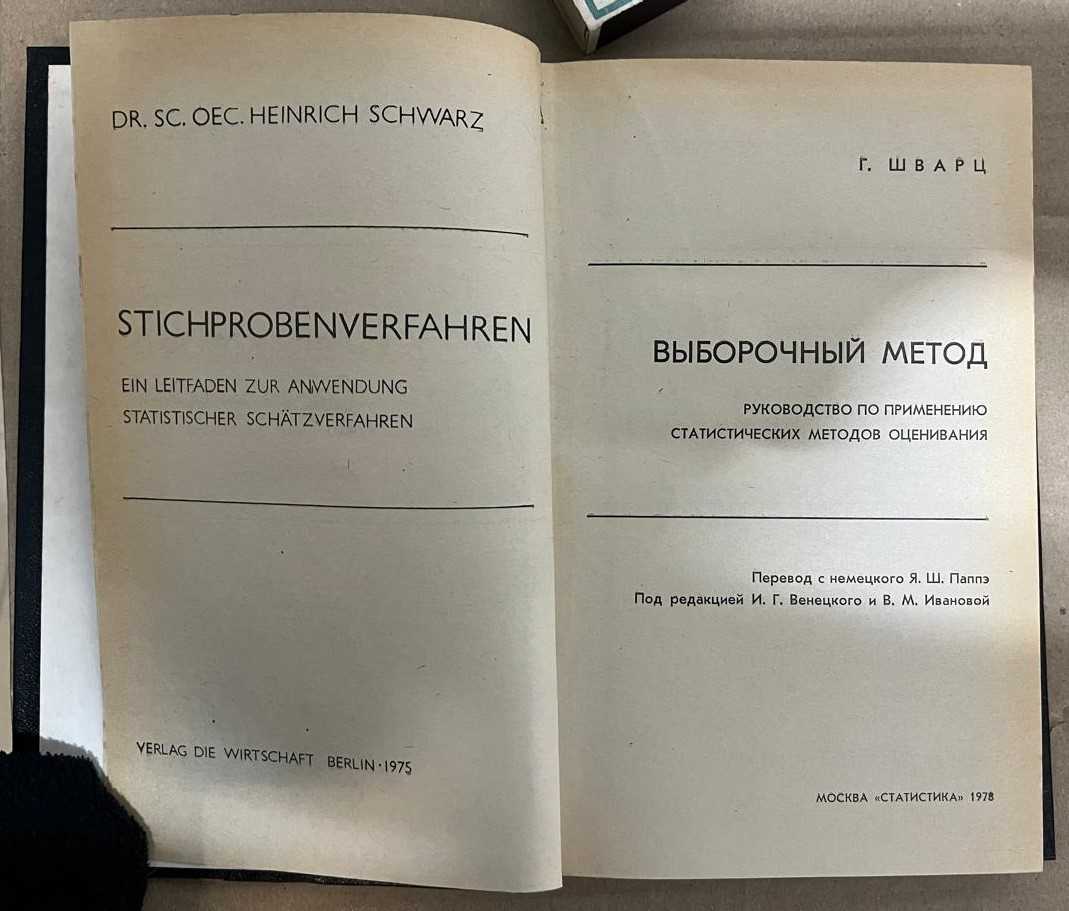 DR. SC. OEC. HEINRICH SCHWARZ
STICHPROBENVERFAHREN
EIN LEITFADEN ZUR ANWENDUNG
STATISTISCHER SCHÄTZVERFAHREN
VERLAG DIE WIRTSCHAFT BERLIN · 1975
Г. ШВАРЦ
ВЫБОРОЧНЫЙ МЕТОД
РУКОВОДСТВО ПО ПРИМЕНЕНИЮ
СТАТИСТИЧЕСКИХ МЕТОДОВ ОЦЕНИВАНИЯ
Перевод с немецкого Я. Ш. Паппэ
Под редакцией И. Г. Венецкого и В. М. Ивановой
МОСКВА «СТАТИСТИКА» 1978